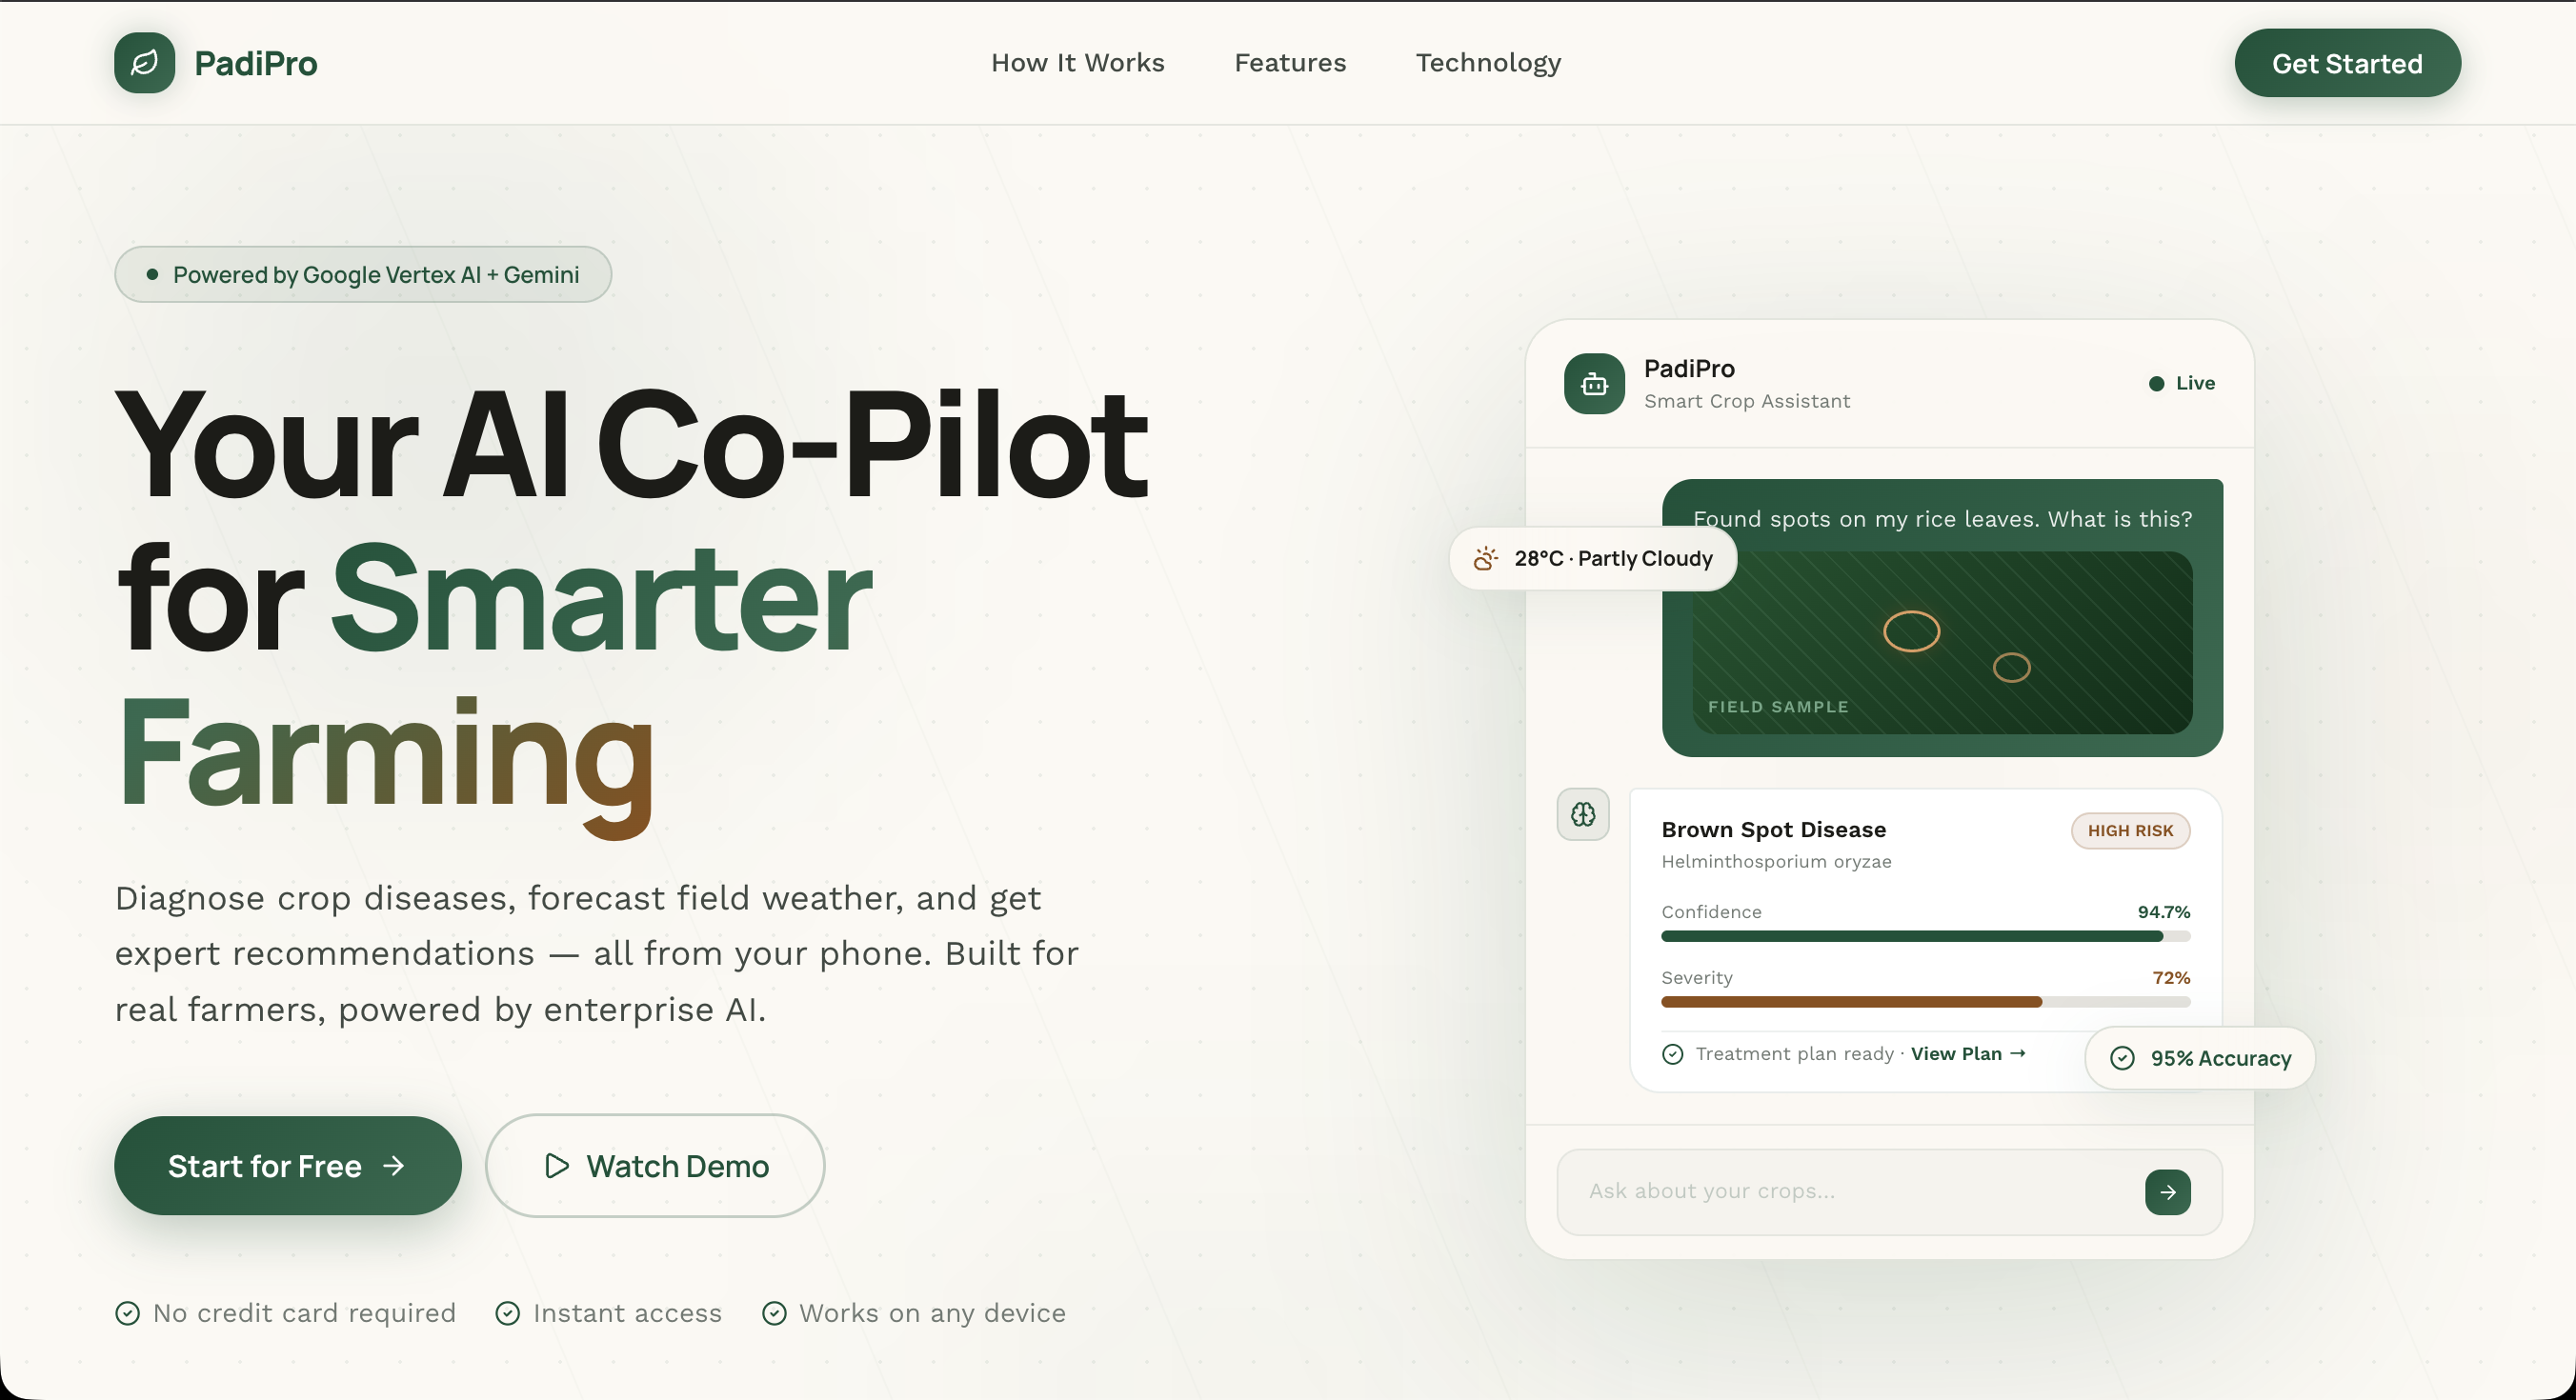 PadiPro
How It Works
Features
Technology
Get Started
Powered by Google Vertex AI + Gemini
Your AI Co-Pilot
for Smarter
Farming
Diagnose crop diseases, forecast field weather, and get
expert recommendations — all from your phone. Built for
real farmers, powered by enterprise AI.
Start for Free →
Watch Demo
No credit card required
Instant access
Works on any device
PadiPro
Smart Crop Assistant
Live
Found spots on my rice leaves. What is this?
28°C · Partly Cloudy
FIELD SAMPLE
Brown Spot Disease
HIGH RISK
Helminthosporium oryzae
Confidence
94.7%
Severity
72%
Treatment plan ready · View Plan →
95% Accuracy
Ask about your crops...